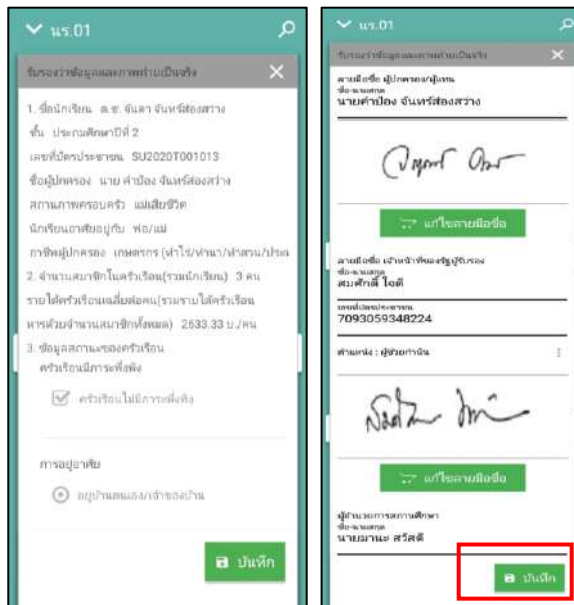 นร.01
รับรองว่าข้อมูลและภาพถ่ายเป็นจริง
1. ชื่อนักเรียน ด.ช. จันดา จันทร์ส่องสว่าง
ชั้น ประถมศึกษาปีที่ 2
เลขที่บัตรประชาชน SU2020T001013
ชื่อผู้ปกครอง นาย คำป้อง จันทร์ส่องสว่าง
สถานภาพครอบครัว แม่เสียชีวิต
นักเรียนอาศัยอยู่กับ พ่อ/แม่
อาชีพผู้ปกครอง เกษตรกร (ทำไร่/ทำนา/ทำสวน/ประม
2. จำนวนสมาชิกในครัวเรือน(รวมนักเรียน) 3 คน
รายได้ครัวเรือนเฉลี่ยต่อคน(รวมรายได้ครัวเรือน
หารด้วยจำนวนสมาชิกทั้งหมด) 2633.33 บ./คน
3. ข้อมูลสถานะของครัวเรือน
ครัวเรือนมีภาระพึ่งพิง
ครัวเรือนไม่มีภาระพึ่งพิง
การอยู่อาศัย
อยู่บ้านตนเอง/เจ้าของบ้าน
บันทึก
นร.01
รับรองว่าข้อมูลและภาพถ่ายเป็นจริง
ลายมือชื่อ ผู้ปกครอง/ผู้แทน
ชื่อ-นามสกุล
นายคำป้อง จันทร์ส่องสว่าง
แก้ไขลายมือชื่อ
ลายมือชื่อ เจ้าหน้าที่ของรัฐผู้รับรอง
ชื่อ-นามสกุล
สมศักดิ์ ใจดี
เลขที่บัตรประชาชน
7093059348224
ตำแหน่ง : ผู้ช่วยกำนัน
แก้ไขลายมือชื่อ
ผู้อำนวยการสถานศึกษา
ชื่อ-นามสกุล
นายมานะ สวัสดี
บันทึก